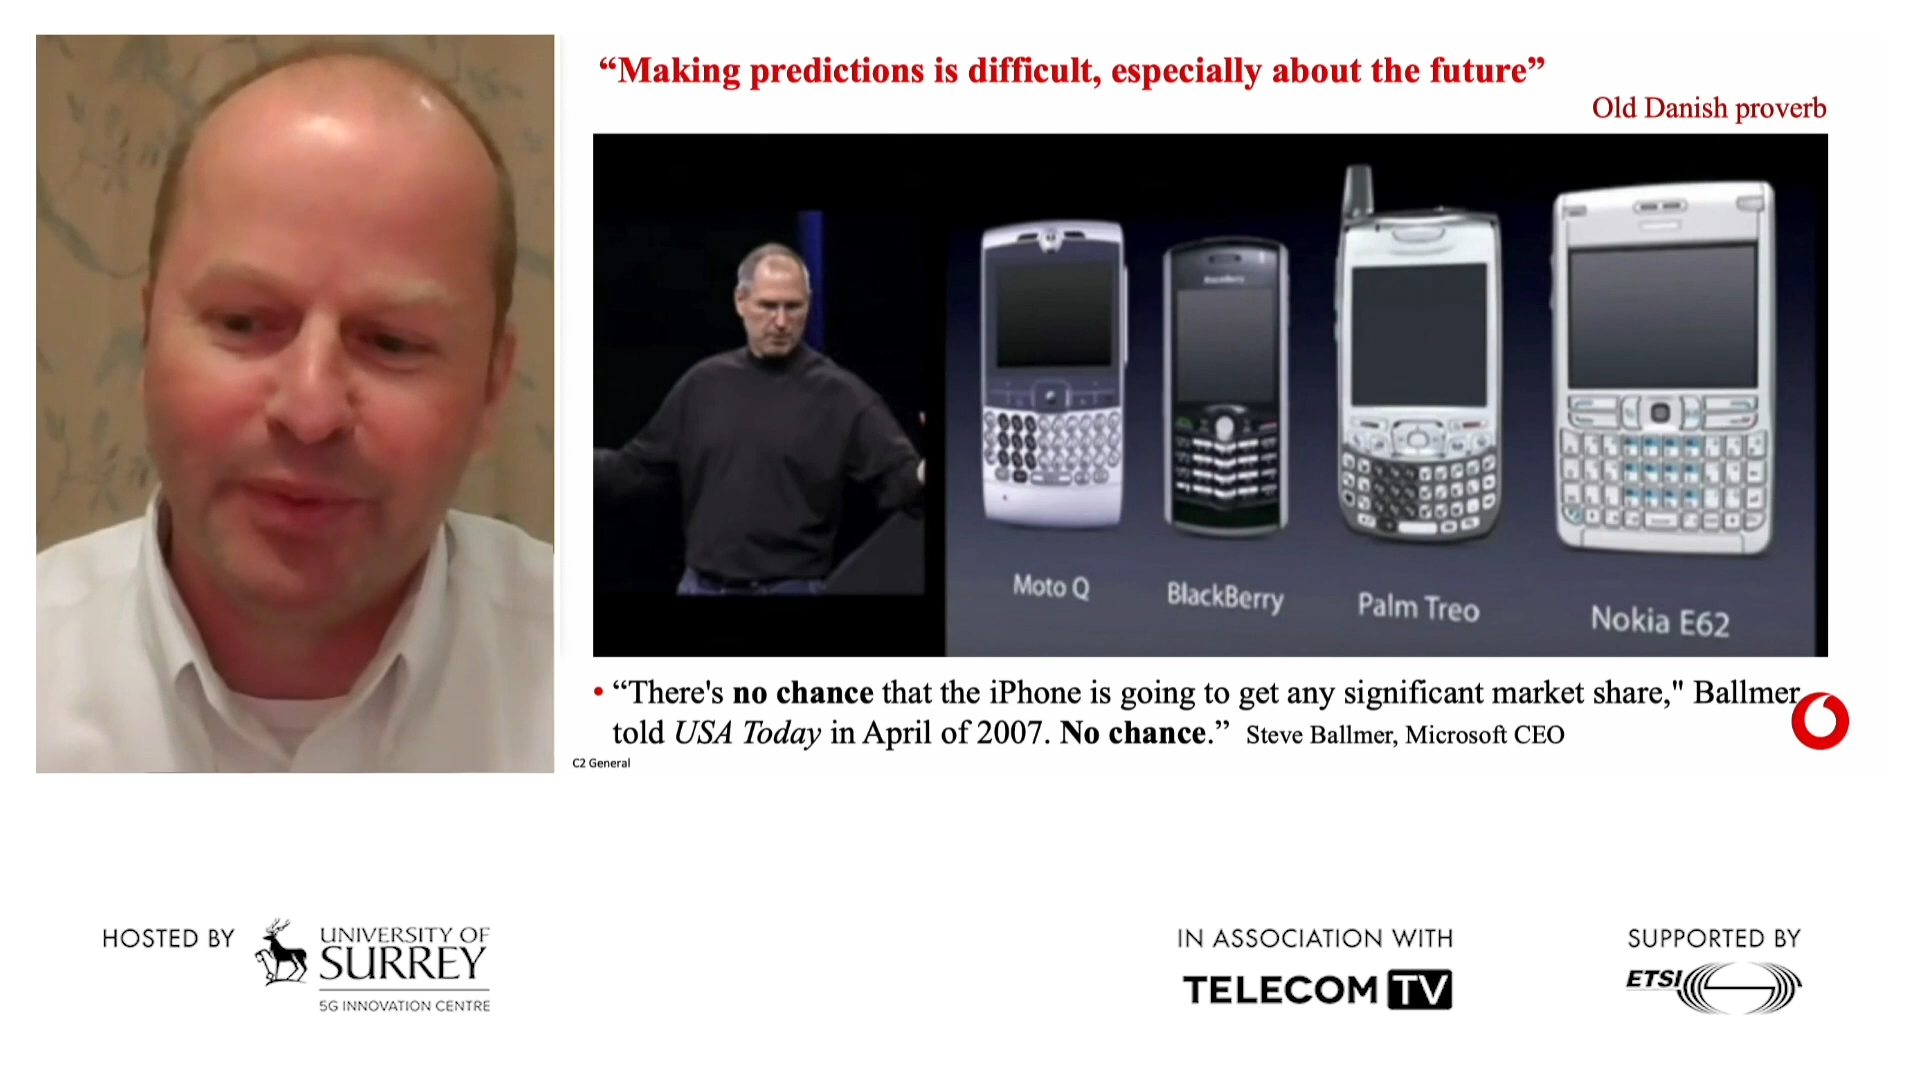 “Making predictions is difficult, especially about the future”
Old Danish proverb
BlackBerry
Moto Q
BlackBerry
Palm Treo
Nokia E62
• “There's no chance that the iPhone is going to get any significant market share," Ballmer
told USA Today in April of 2007. No chance.” Steve Ballmer, Microsoft CEO
C2 General
HOSTED BY
UNIVERSITY OF
SURREY
5G INNOVATION CENTRE
IN ASSOCIATION WITH
TELECOM TV
SUPPORTED BY
ETSI